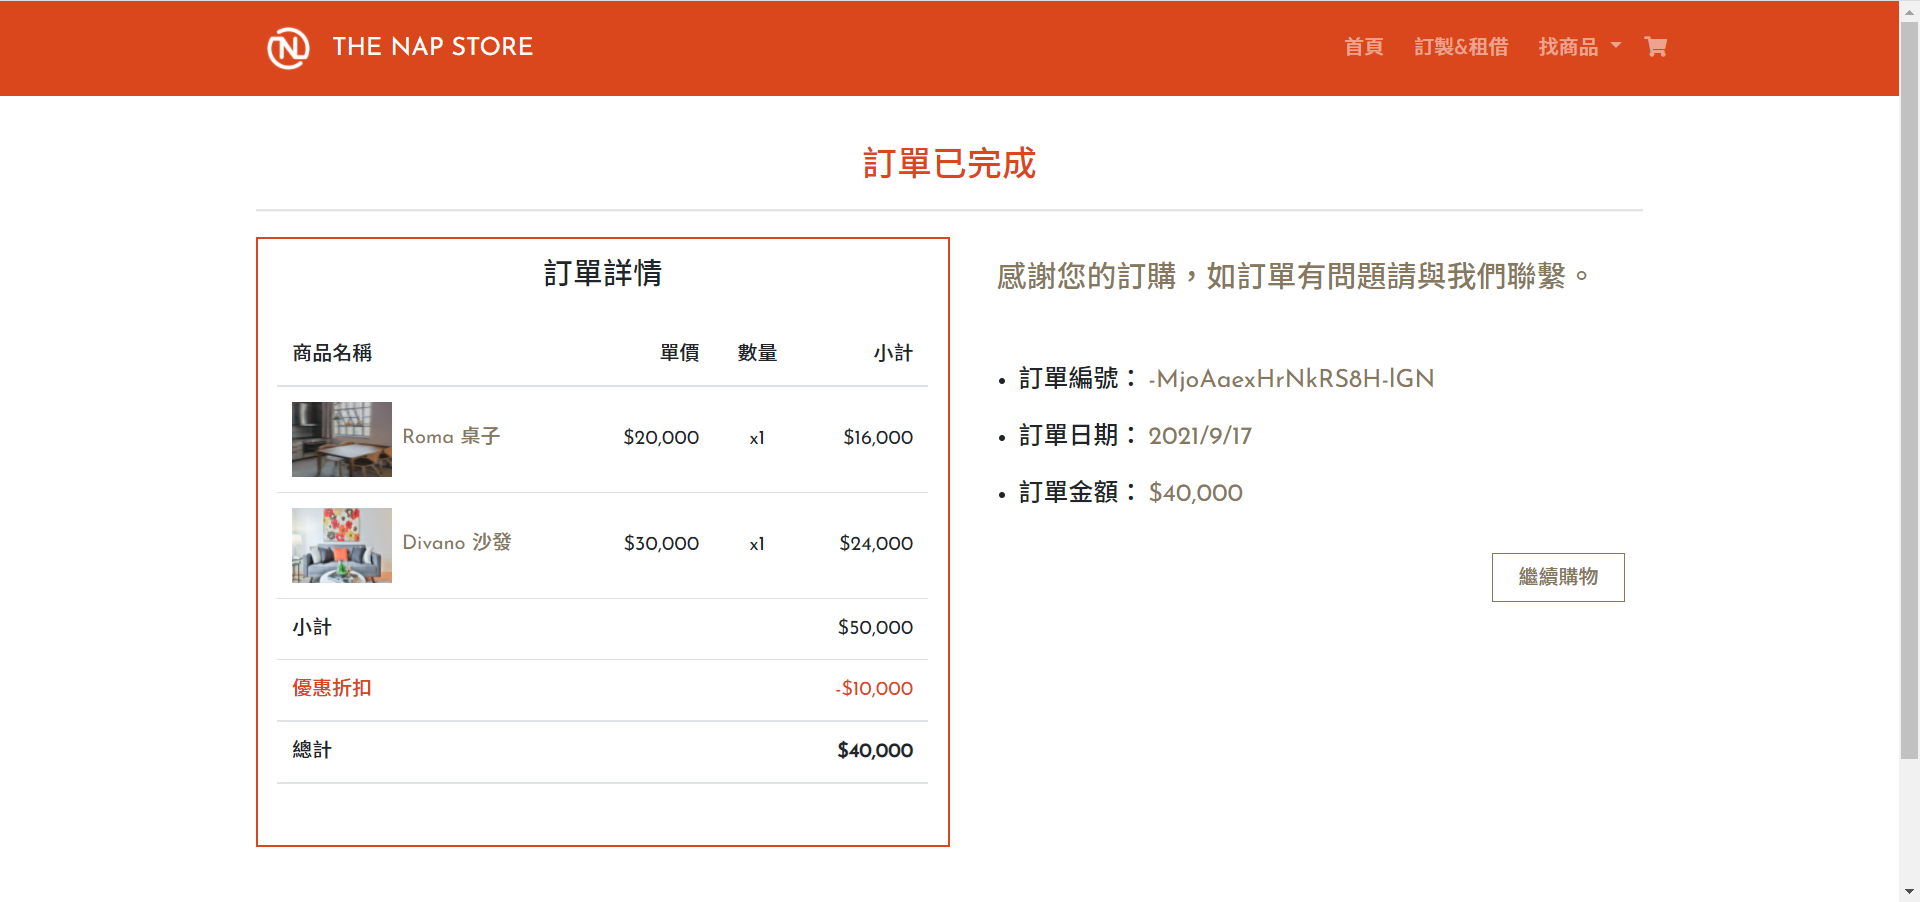 THE NAP STORE
首頁 訂製&租借 找商品
訂單已完成
訂單詳情
商品名稱 單價 數量 小計
Roma 桌子 $20,000 x1 $16,000
Divano 沙發 $30,000 x1 $24,000
小計 $50,000
優惠折扣 -$10,000
總計 $40,000
感謝您的訂購，如訂單有問題請與我們聯繫。
訂單編號： -MjoAaexHrNkRS8H-lGN
訂單日期： 2021/9/17
訂單金額： $40,000
繼續購物